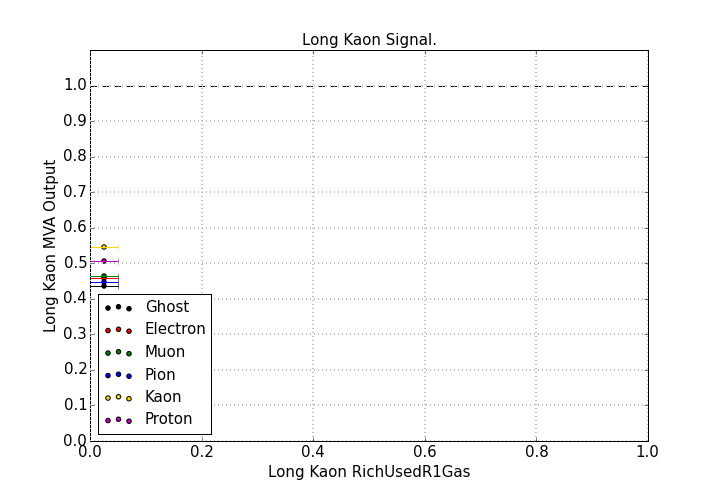 Long Kaon Signal.
1.0
0.9
0.8
0.7
0.6
0.5
0.4
0.3
0.2
0.1
0.0
Long Kaon MVA Output
Ghost
Electron
Muon
Pion
Kaon
Proton
0.0 0.2 0.4 0.6 0.8 1.0
Long Kaon RichUsedR1Gas